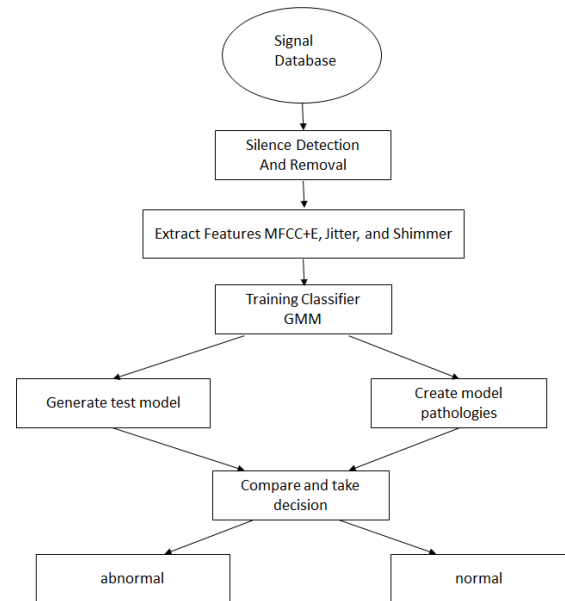 Signal
Database
Silence Detection
And Removal
Extract Features MFCC+E, Jitter, and Shimmer
Training Classifier
GMM
Generate test model
Create model
pathologies
Compare and take
decision
abnormal
normal